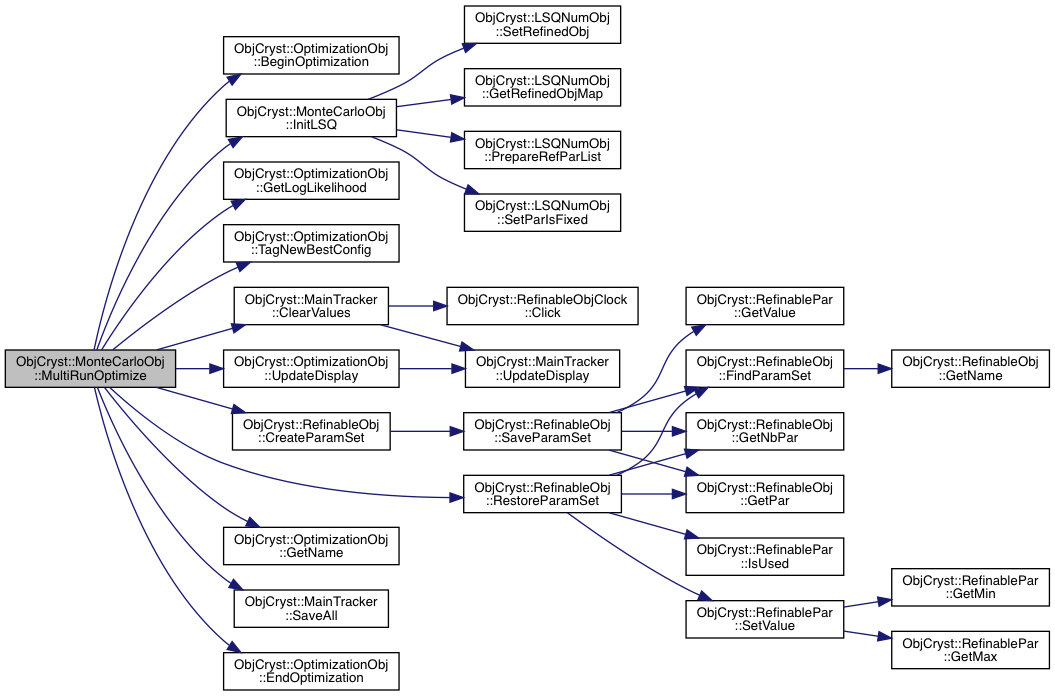 ObjCryst::MonteCarloObj
::MultiRunOptimize
ObjCryst::OptimizationObj
::BeginOptimization
ObjCryst::MonteCarloObj
::InitLSQ
ObjCryst::OptimizationObj
::GetLogLikelihood
ObjCryst::OptimizationObj
::TagNewBestConfig
ObjCryst::MainTracker
::ClearValues
ObjCryst::OptimizationObj
::UpdateDisplay
ObjCryst::RefinableObj
::CreateParamSet
ObjCryst::OptimizationObj
::GetName
ObjCryst::MainTracker
::SaveAll
ObjCryst::OptimizationObj
::EndOptimization
ObjCryst::LSQNumObj
::SetRefinedObj
ObjCryst::LSQNumObj
::GetRefinedObjMap
ObjCryst::LSQNumObj
::PrepareRefParList
ObjCryst::LSQNumObj
::SetParIsFixed
ObjCryst::RefinableObjClock
::Click
ObjCryst::MainTracker
::UpdateDisplay
ObjCryst::RefinableObj
::SaveParamSet
ObjCryst::RefinableObj
::RestoreParamSet
ObjCryst::RefinablePar
::GetValue
ObjCryst::RefinableObj
::FindParamSet
ObjCryst::RefinableObj
::GetNbPar
ObjCryst::RefinableObj
::GetPar
ObjCryst::RefinablePar
::IsUsed
ObjCryst::RefinablePar
::SetValue
ObjCryst::RefinableObj
::GetName
ObjCryst::RefinablePar
::GetMin
ObjCryst::RefinablePar
::GetMax